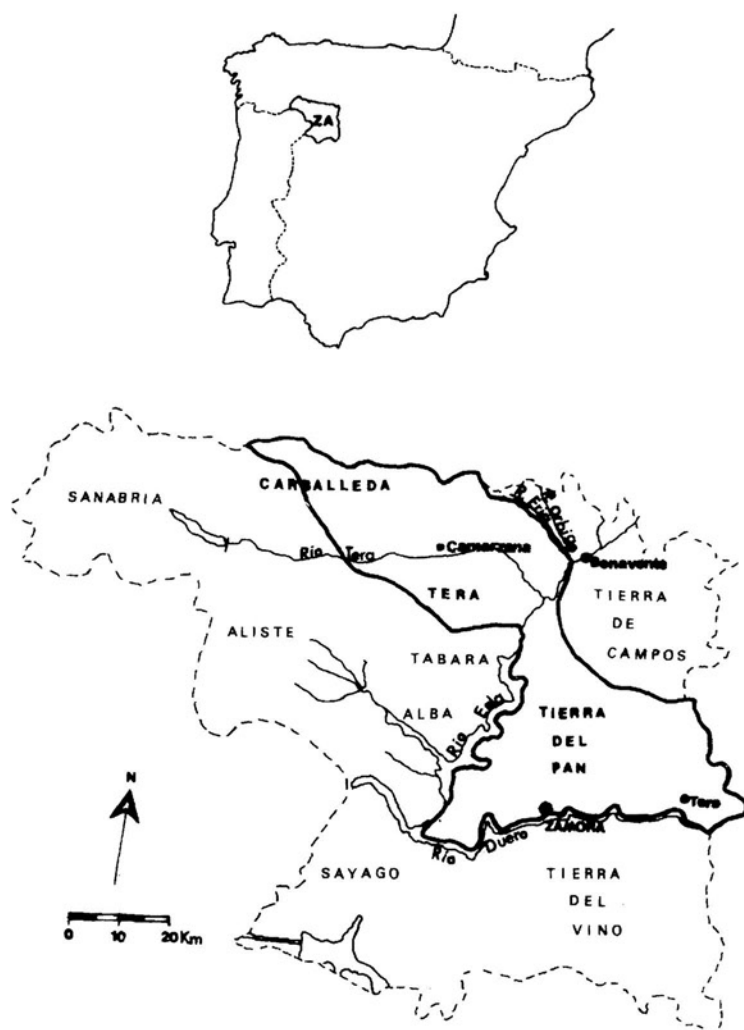 ZA
CARBALLEDA
SANABRIA
R. Eria
R. Orbigo
Río Tera
Camarzana
Benavente
TERA
TIERRA
DE
CAMPOS
ALISTE
TABARA
ALBA
Río Esla
TIERRA
DEL
PAN
N
Toro
ZAMORA
Río Duero
SAYAGO
TIERRA
DEL
VINO
0 10 20 Km